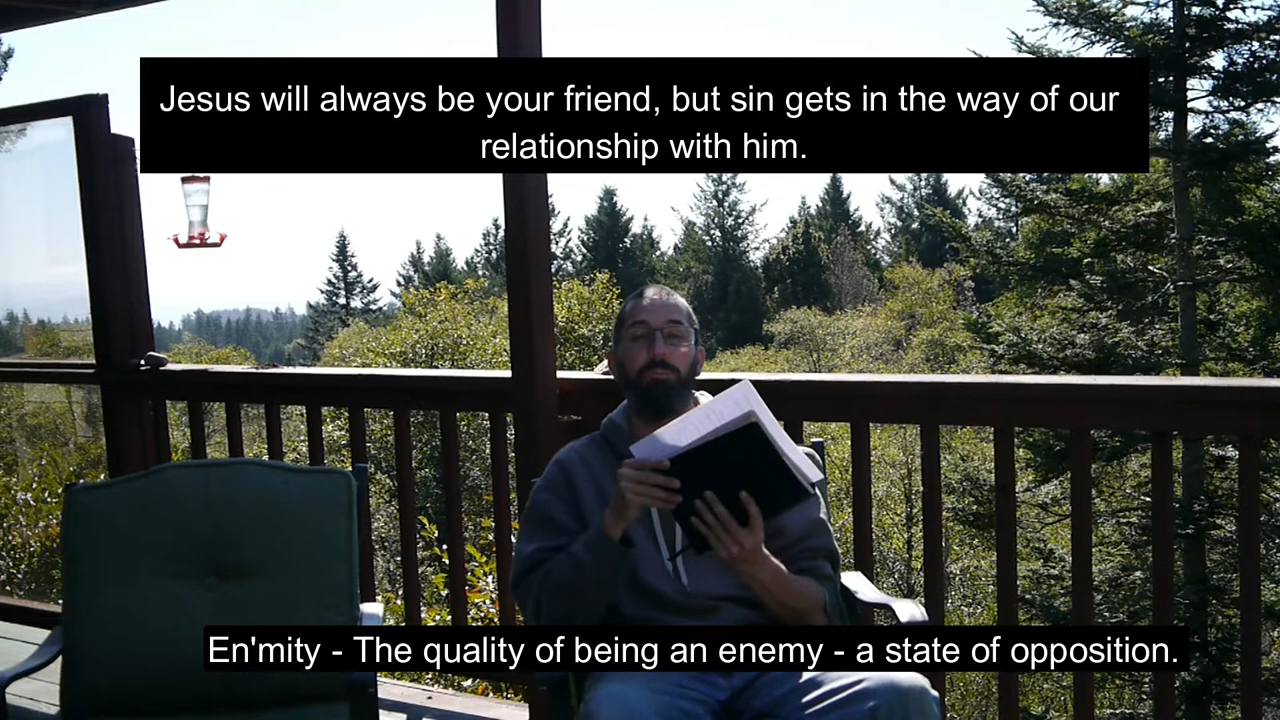 Jesus will always be your friend, but sin gets in the way of our
relationship with him.
En'mity - The quality of being an enemy - a state of opposition.